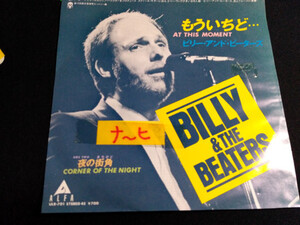 もういちど…
AT THIS MOMENT
ビリー・アンド・ビーターズ
ナ〜ヒ
BILLY
& THE
BEATERS
夜の街角
CORNER OF THE NIGHT
ALFA